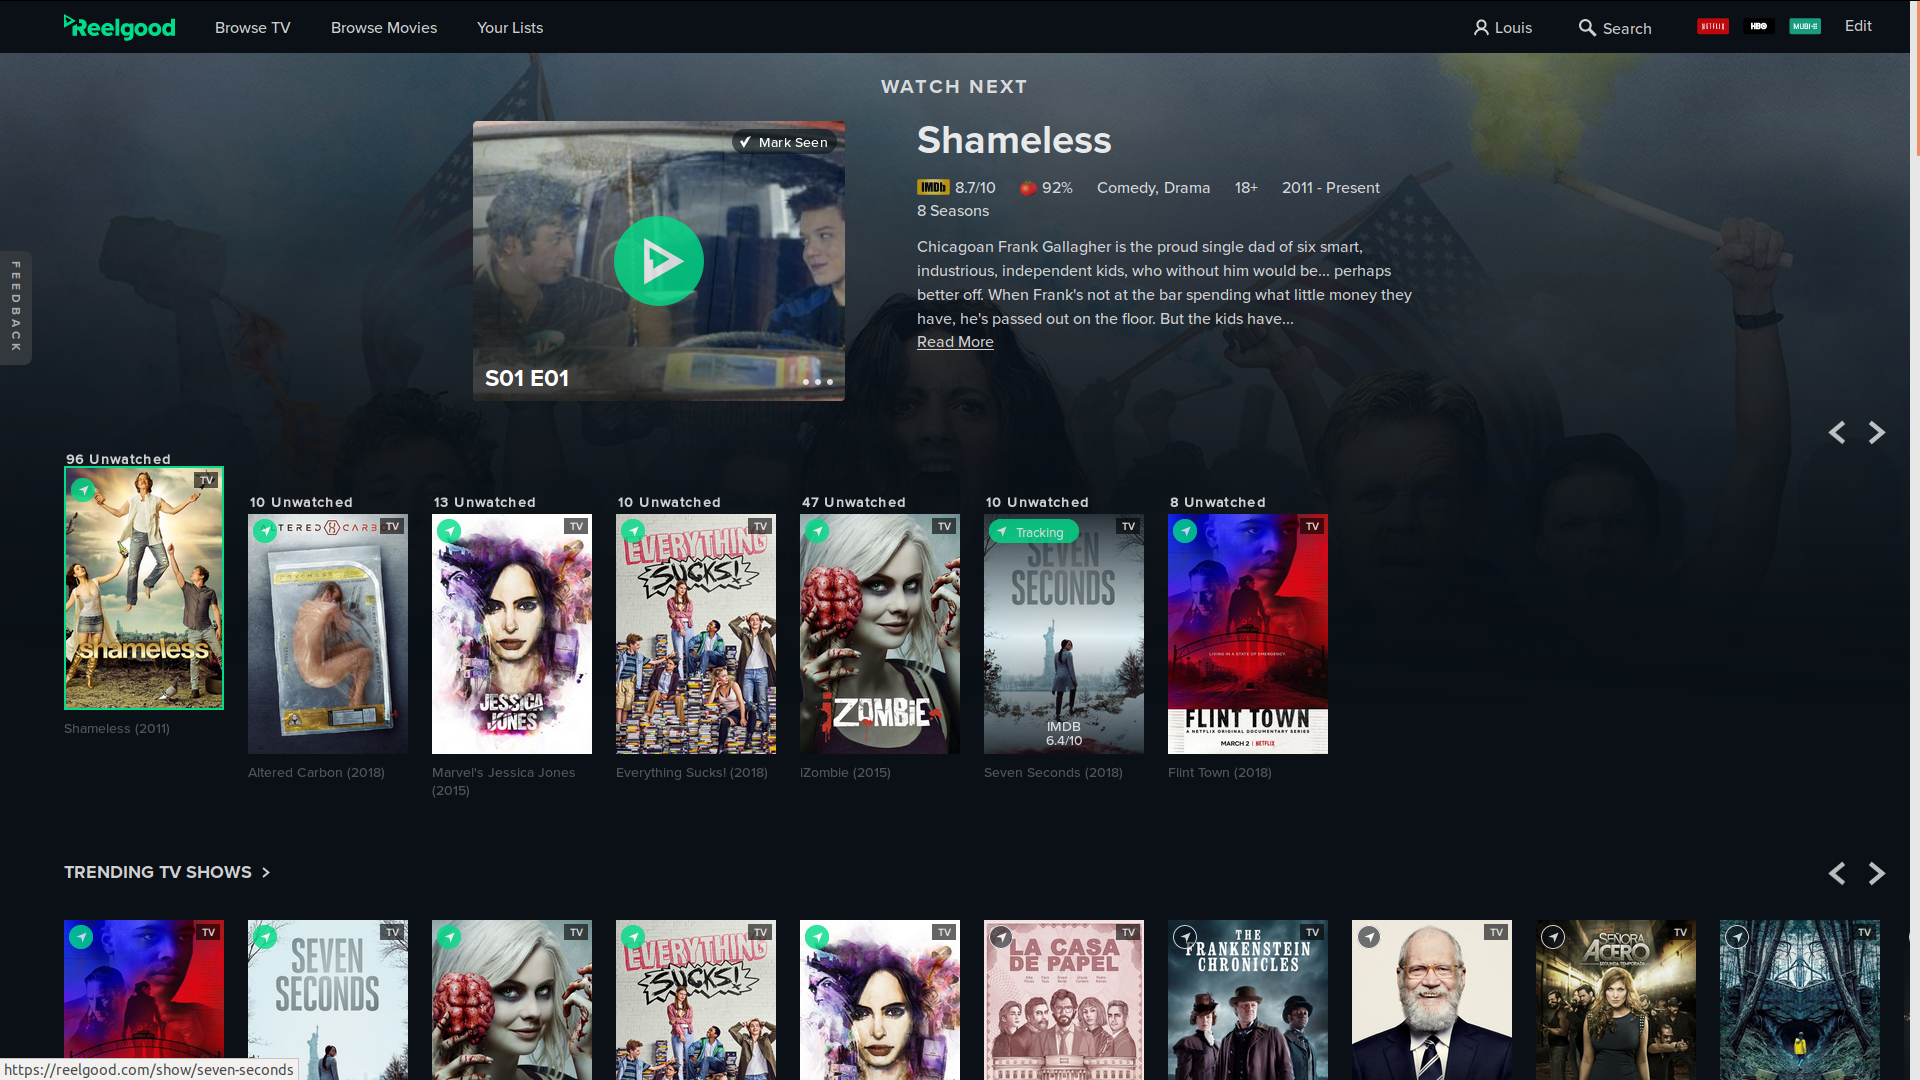 Reelgood
Browse TV
Browse Movies
Your Lists
Louis
Search
NETFLIX
HBO
MUBI
Edit
WATCH NEXT
Mark Seen
S01 E01
Shameless
IMDb 8.7/10 92% Comedy, Drama 18+ 2011 - Present
8 Seasons
Chicagoan Frank Gallagher is the proud single dad of six smart,
industrious, independent kids, who without him would be... perhaps
better off. When Frank's not at the bar spending what little money they
have, he's passed out on the floor. But the kids have...
Read More
FEEDBACK
96 Unwatched
TV
shameless
Shameless (2011)
10 Unwatched
ALTERED CARBO
TV
Altered Carbon (2018)
13 Unwatched
TV
JESSICA
JONES
Marvel's Jessica Jones
(2015)
10 Unwatched
TV
EVERYTHING
SUCKS!
Everything Sucks! (2018)
47 Unwatched
TV
iZOMBiE
iZombie (2015)
10 Unwatched
Tracking
TV
SEVEN
SECONDS
IMDB
6.4/10
Seven Seconds (2018)
8 Unwatched
TV
LIVING IN A STATE OF EMERGENCY
FLINT TOWN
A NETFLIX ORIGINAL DOCUMENTARY SERIES
MARCH 2 | NETFLIX
Flint Town (2018)
TRENDING TV SHOWS >
TV
TV
SEVEN
SECONDS
TV
TV
EVERYTHING
SUCKS!
TV
TV
LA CASA
DE PAPEL
TV
THE
FRANKENSTEIN
CHRONICLES
TV
TV
SEÑORA
ACERO
SEGUNDA TEMPORADA
TV
https://reelgood.com/show/seven-seconds